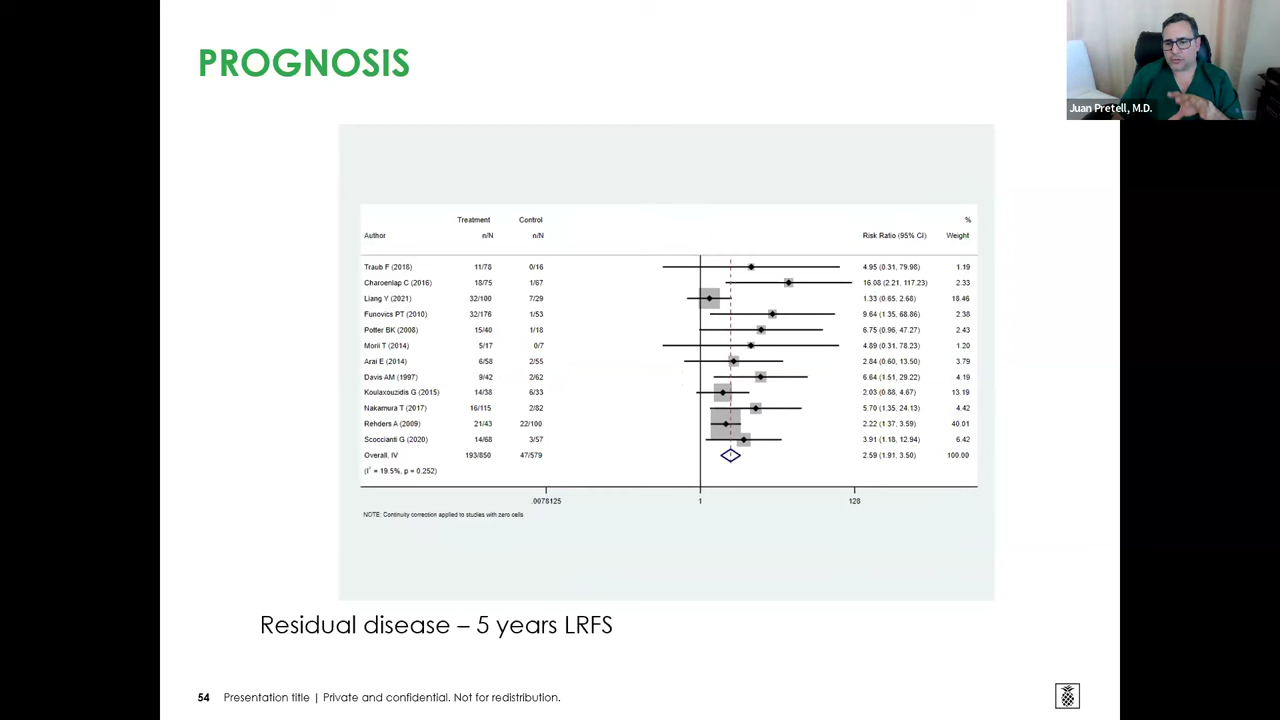 PROGNOSIS
Juan Pretell, M.D.
Treatment Control %
Author n/N n/N Risk Ratio (95% CI) Weight
Traub F (2018) 11/78 0/16 4.95 (0.31, 79.98) 1.19
Charoenlap C (2016) 18/75 1/67 16.08 (2.21, 117.23) 2.33
Liang Y (2021) 32/100 7/29 1.33 (0.65, 2.68) 18.46
Funovics PT (2010) 32/176 1/53 9.64 (1.35, 68.86) 2.38
Potter BK (2008) 15/40 1/18 6.75 (0.96, 47.27) 2.43
Morii T (2014) 5/17 0/7 4.89 (0.31, 78.23) 1.20
Arai E (2014) 6/58 2/55 2.84 (0.60, 13.50) 3.79
Davis AM (1997) 9/42 2/62 6.64 (1.51, 29.22) 4.19
Koulaxouzidis G (2015) 14/38 6/33 2.03 (0.88, 4.67) 13.19
Nakamura T (2017) 16/115 2/82 5.70 (1.35, 24.13) 4.42
Rehders A (2009) 21/43 22/100 2.22 (1.37, 3.59) 40.01
Scoccianti G (2020) 14/68 3/57 3.91 (1.18, 12.94) 6.42
Overall, IV 193/850 47/579 2.59 (1.91, 3.50) 100.00
(I² = 19.5%, p = 0.252)
.0078125 1 128
NOTE: Continuity correction applied to studies with zero cells
Residual disease – 5 years LRFS
54 Presentation title | Private and confidential. Not for redistribution.